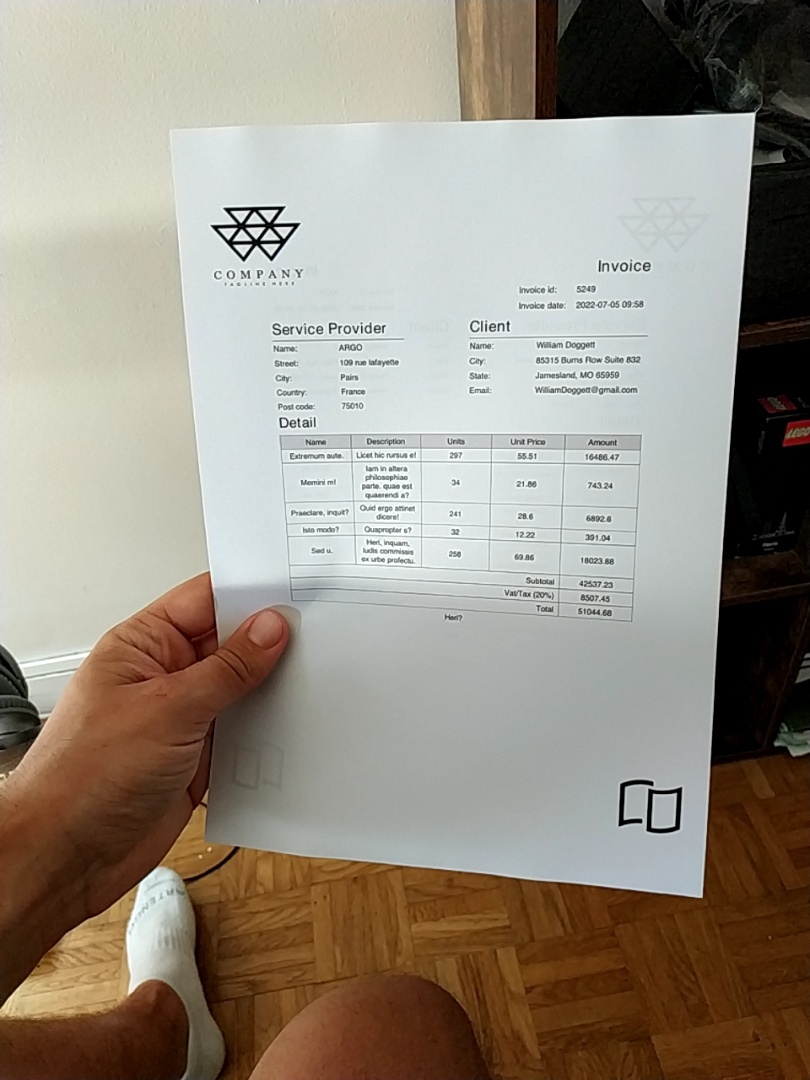 COMPANY
TAGLINE HERE
Invoice
Invoice id: 5249
Invoice date: 2022-07-05 09:58
Service Provider
Name: ARGO
Street: 109 rue lafayette
City: Pairs
Country: France
Post code: 75010
Client
Name: William Doggett
City: 85315 Burns Row Suite 832
State: Jamesland, MO 65959
Email: WilliamDoggett@gmail.com
Detail
Name Description Units Unit Price Amount
Extremum aute. Licet hic rursus e! 297 55.51 16486.47
Memini m! Iam in altera
philosophiae
parte. quae est
quaerendi a? 34 21.86 743.24
Praeclare, inquit? Quid ergo attinet
dicere! 241 28.6 6892.6
Isto modo? Quapropter s? 32 12.22 391.04
Sed u. Heri, inquam,
ludis commissis
ex urbe profectu. 258 69.86 18023.88
Subtotal 42537.23
Vat/Tax (20%) 8507.45
Total 51044.68
Heri?
LEGO